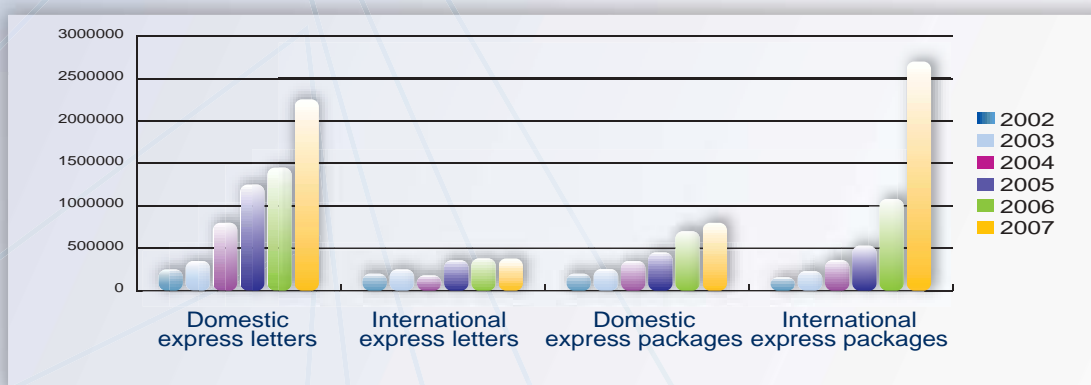 3000000
2500000
2000000
1500000
1000000
500000
0
2002
2003
2004
2005
2006
2007
Domestic
express letters
International
express letters
Domestic
express packages
International
express packages